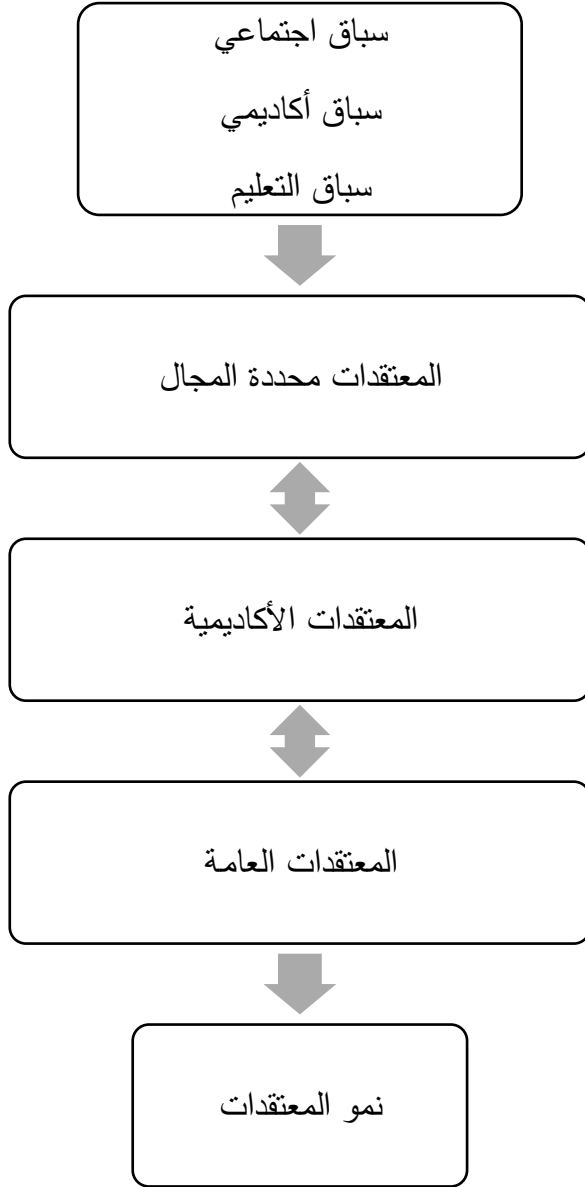 سباق اجتماعي
سباق أكاديمي
سباق التعليم
المعتقدات محددة المجال
المعتقدات الأكاديمية
المعتقدات العامة
نمو المعتقدات